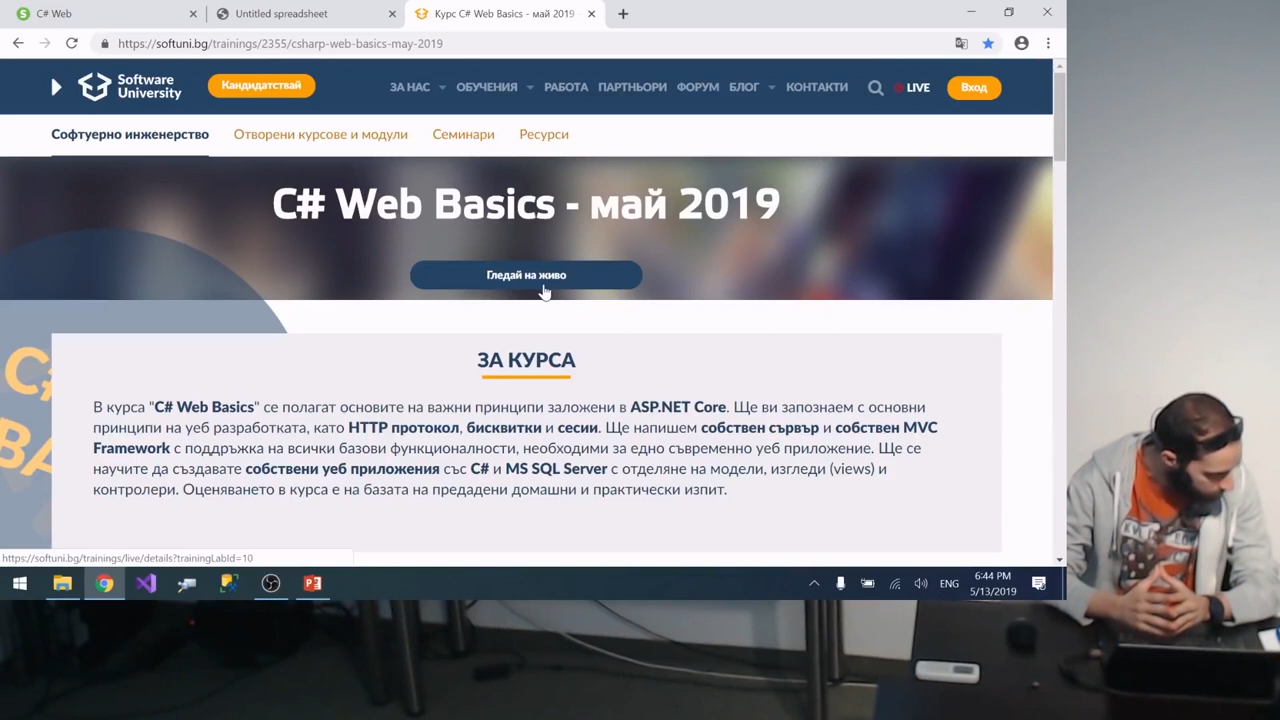 C# Web
Untitled spreadsheet
Курс C# Web Basics - май 2019
https://softuni.bg/trainings/2355/csharp-web-basics-may-2019
Software
University
Кандидатствай
ЗА НАС
ОБУЧЕНИЯ
РАБОТА
ПАРТНЬОРИ
ФОРУМ
БЛОГ
КОНТАКТИ
LIVE
Вход
Софтуерно инженерство
Отворени курсове и модули
Семинари
Ресурси
C# Web Basics - май 2019
Гледай на живо
C#
BA
ЗА КУРСА
В курса "C# Web Basics" се полагат основите на важни принципи заложени в ASP.NET Core. Ще ви запознаем с основни
принципи на уеб разработката, като HTTP протокол, бисквитки и сесии. Ще напишем собствен сървър и собствен MVC
Framework с поддръжка на всички базови функционалности, необходими за едно съвременно уеб приложение. Ще се
научите да създавате собствени уеб приложения със C# и MS SQL Server с отделяне на модели, изгледи (views) и
контролери. Оценяването в курса е на базата на предадени домашни и практически изпит.
https://softuni.bg/trainings/live/details?trainingLabId=10
ENG
6:44 PM
5/13/2019